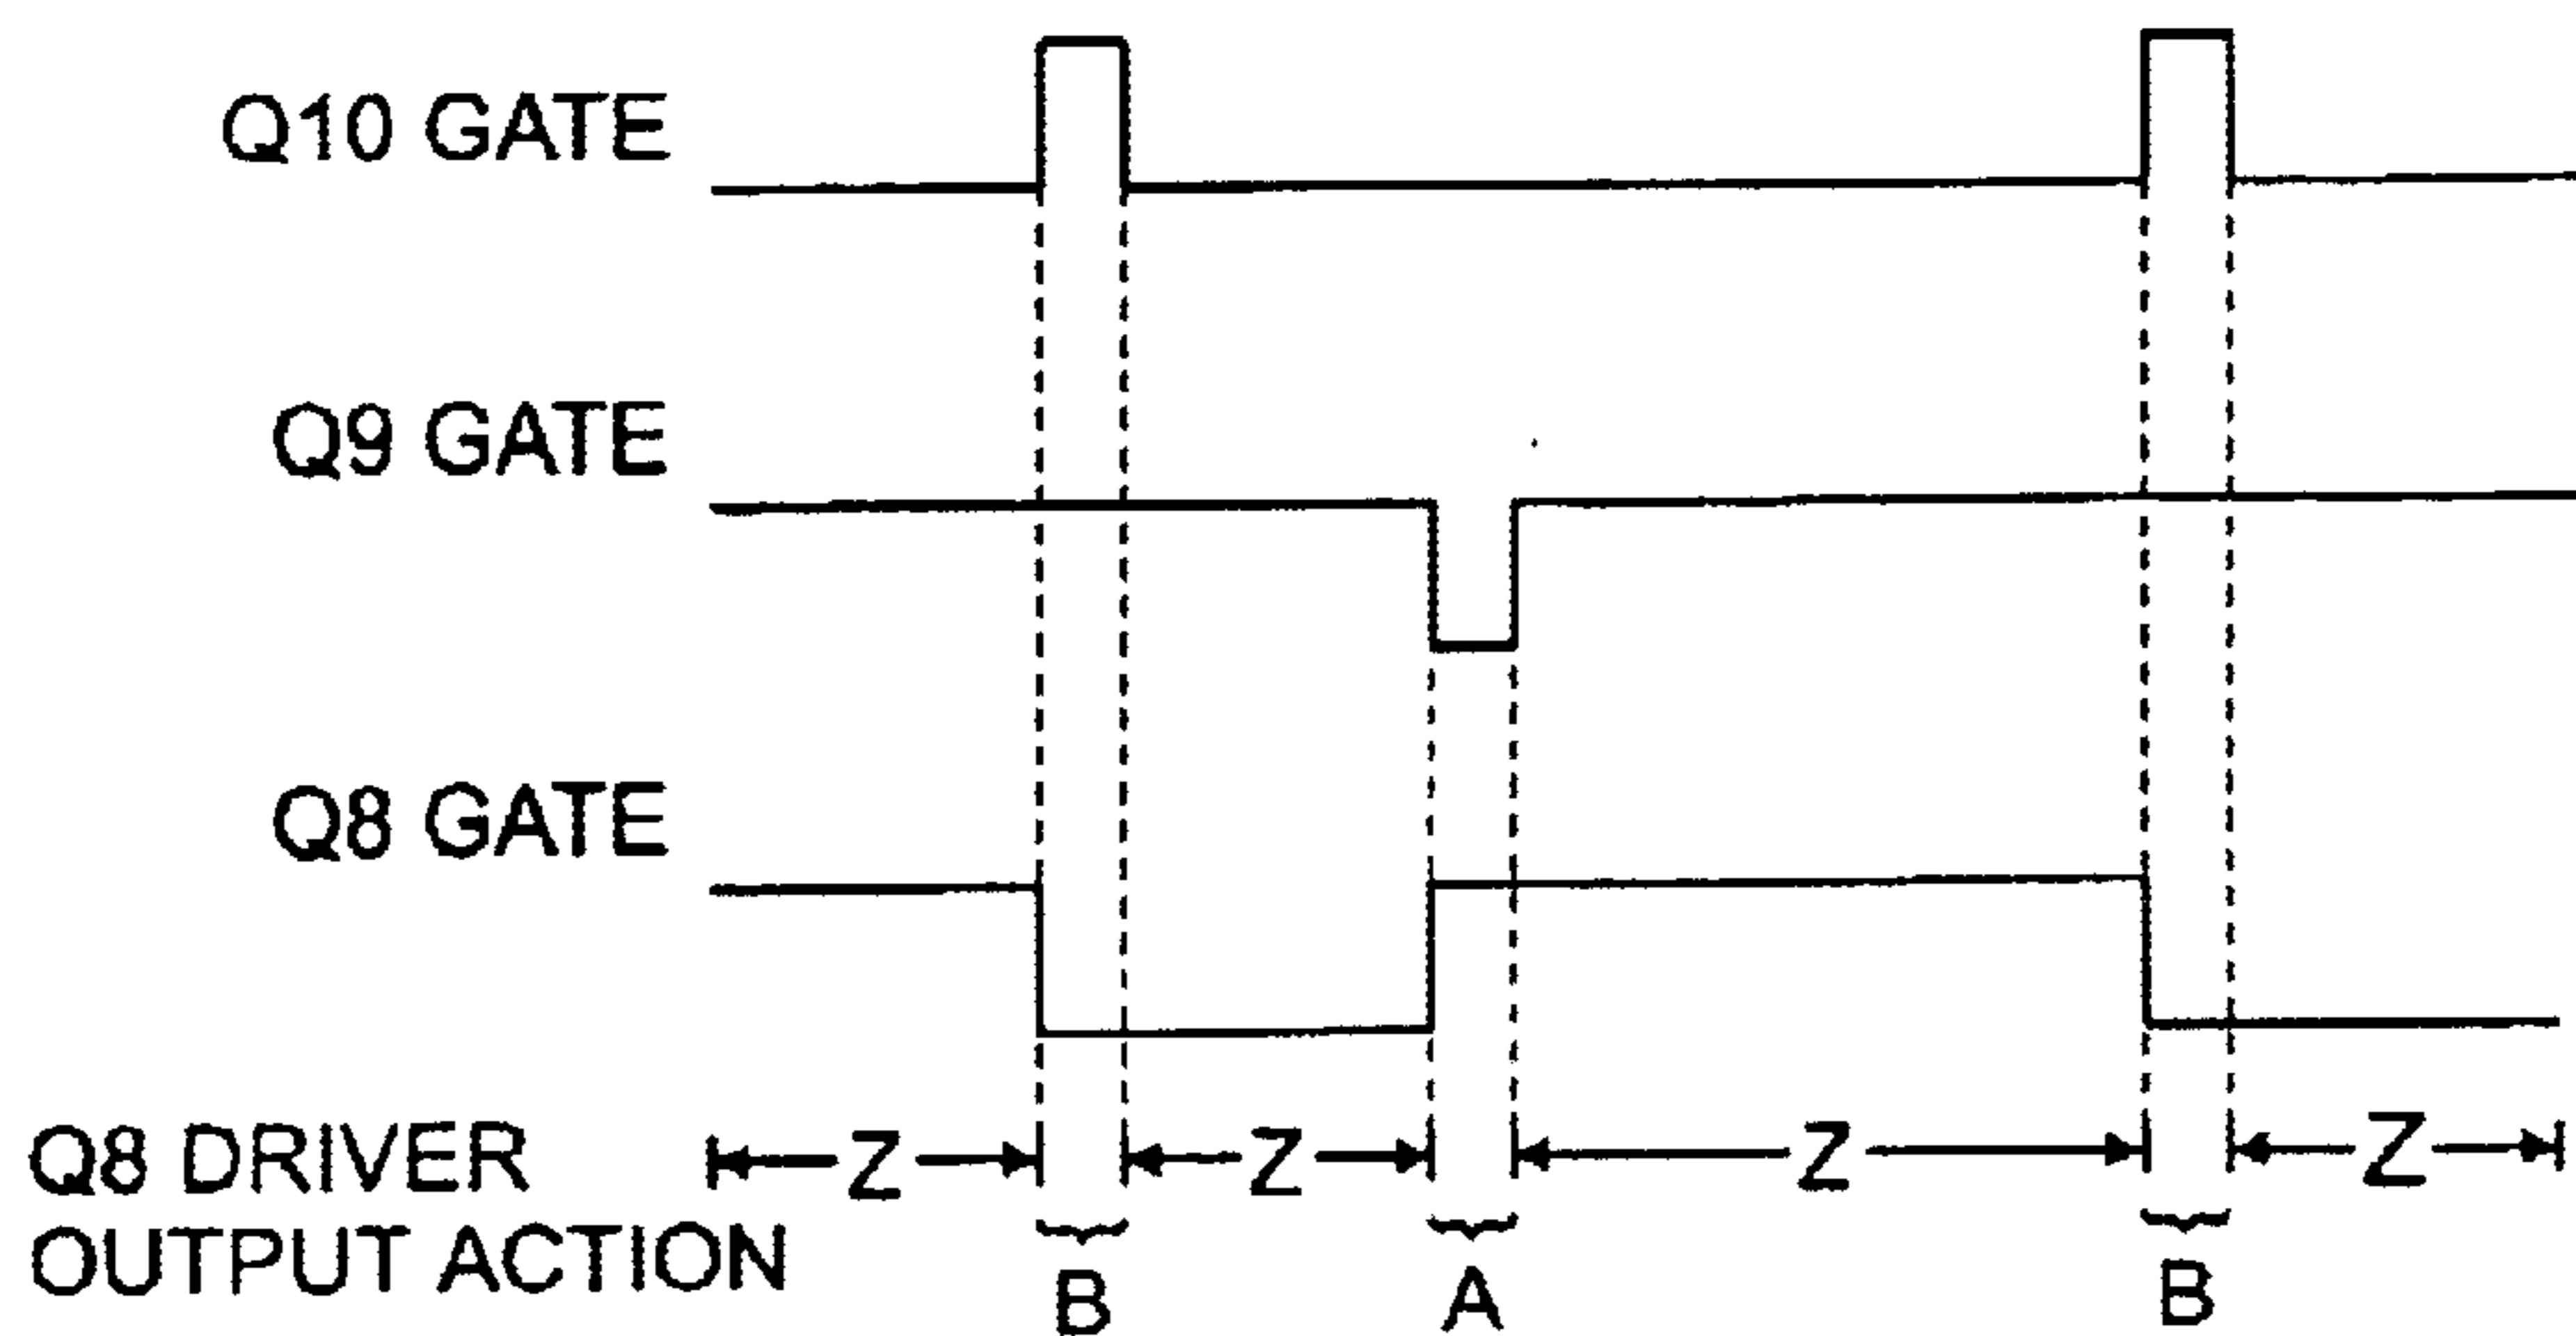 Q10 GATE
Q9 GATE
Q8 GATE
Q8 DRIVER
OUTPUT ACTION
Z Z Z Z
B A B